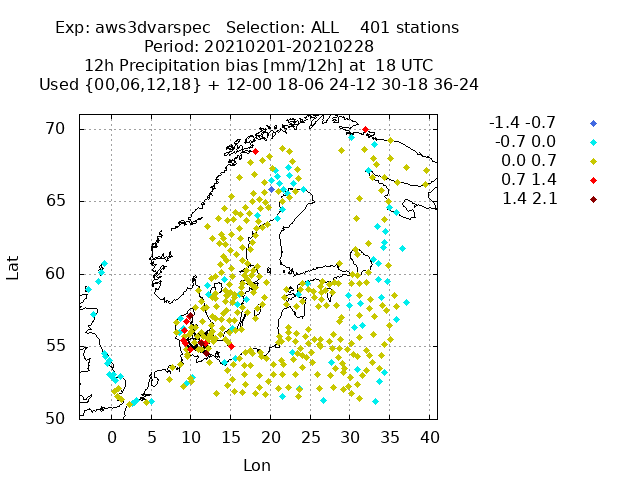 Exp: aws3dvarspec   Selection: ALL    401 stations
Period: 20210201-20210228
12h Precipitation bias [mm/12h] at  18 UTC
Used {00,06,12,18} + 12-00 18-06 24-12 30-18 36-24
-1.4 -0.7
-0.7 0.0
0.0 0.7
0.7 1.4
1.4 2.1
70
65
60
55
50
Lat
0 5 10 15 20 25 30 35 40
Lon